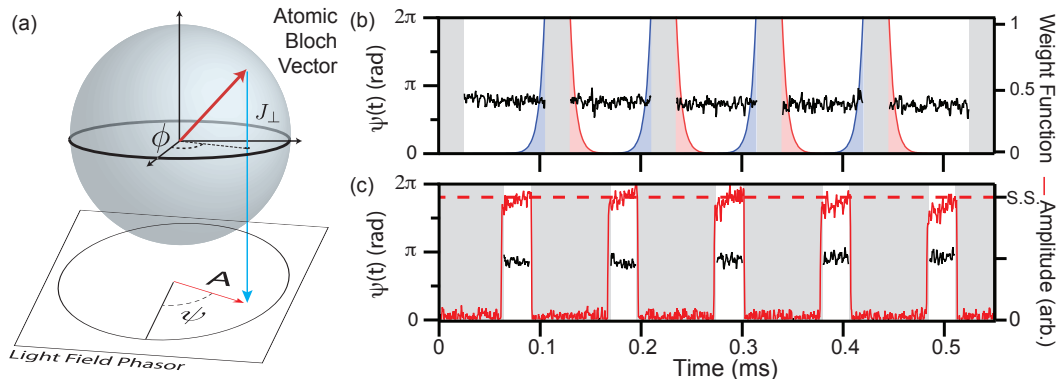 (a)
Atomic
Bloch
Vector
J⊥
ϕ
A
ψ
Light Field Phasor
(b)
2π
π
0
ψ(t) (rad)
1
0.5
0
Weight Function
(c)
2π
π
0
ψ(t) (rad)
S.S.
0
— Amplitude (arb.)
0 0.1 0.2 0.3 0.4 0.5
Time (ms)